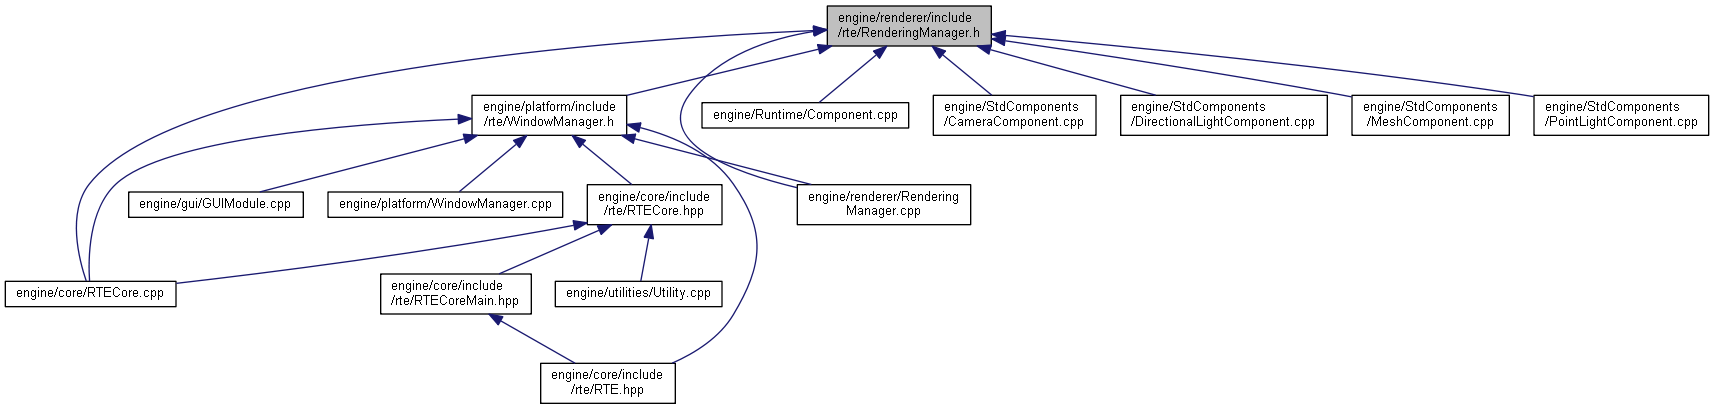 engine/renderer/include
/rte/RenderingManager.h
engine/platform/include
/rte/WindowManager.h
engine/Runtime/Component.cpp
engine/StdComponents
/CameraComponent.cpp
engine/StdComponents
/DirectionalLightComponent.cpp
engine/StdComponents
/MeshComponent.cpp
engine/StdComponents
/PointLightComponent.cpp
engine/gui/GUIModule.cpp
engine/platform/WindowManager.cpp
engine/core/include
/rte/RTECore.hpp
engine/renderer/Rendering
Manager.cpp
engine/core/RTECore.cpp
engine/core/include
/rte/RTECoreMain.hpp
engine/utilities/Utility.cpp
engine/core/include
/rte/RTE.hpp